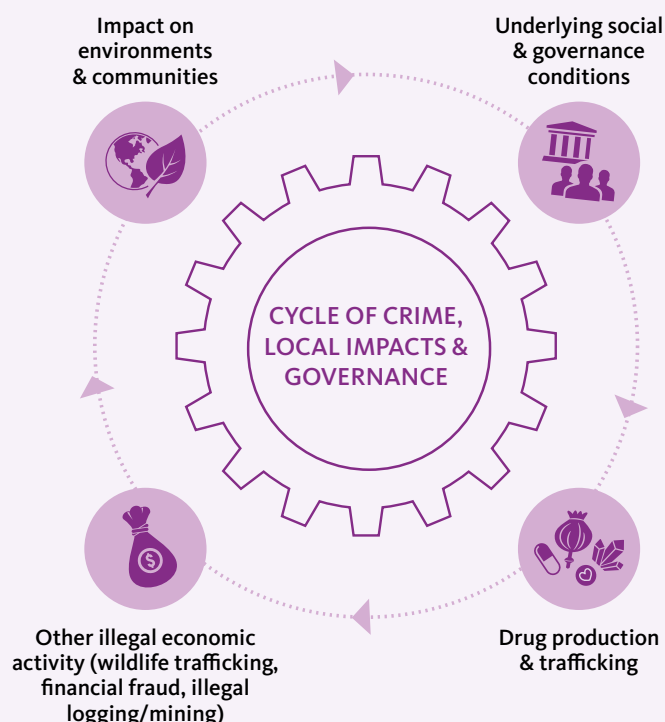 Impact on
environments
& communities
Underlying social
& governance
conditions
CYCLE OF CRIME,
LOCAL IMPACTS &
GOVERNANCE
$
Other illegal economic
activity (wildlife trafficking,
financial fraud, illegal
logging/mining)
Drug production
& trafficking